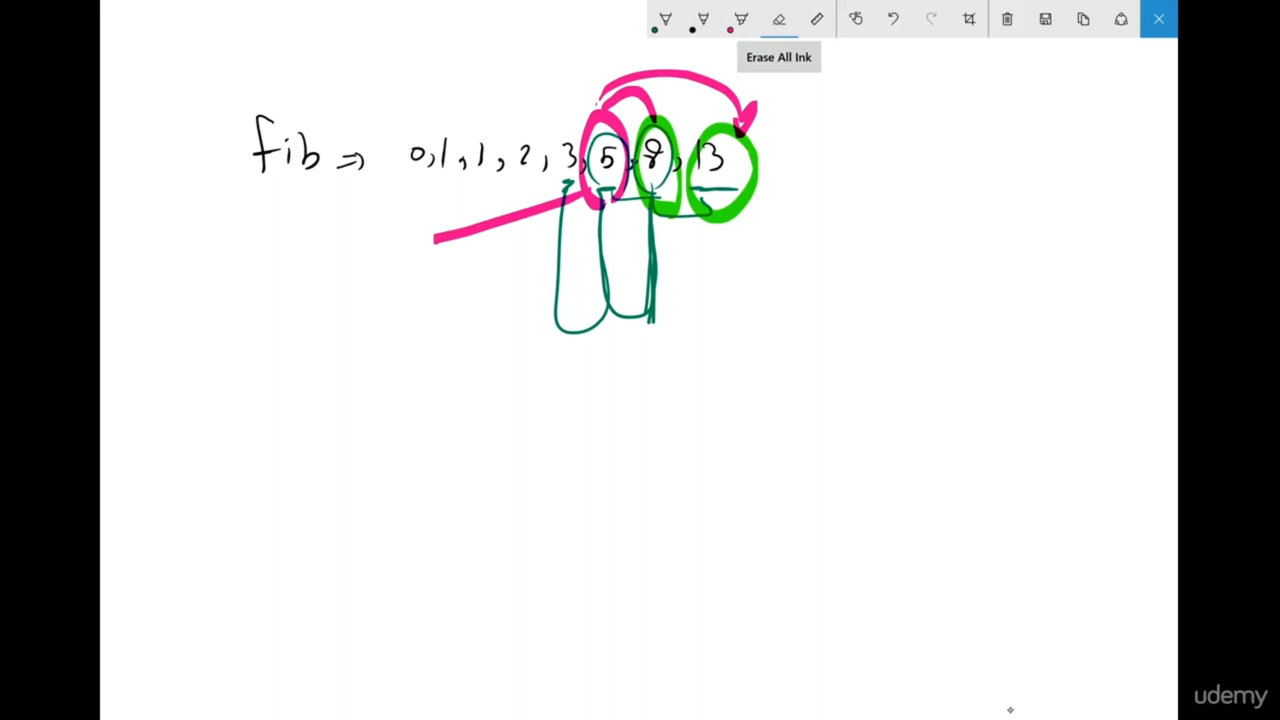 Erase All Ink
fib => 0,1,1,2,3,5,8,13
udemy